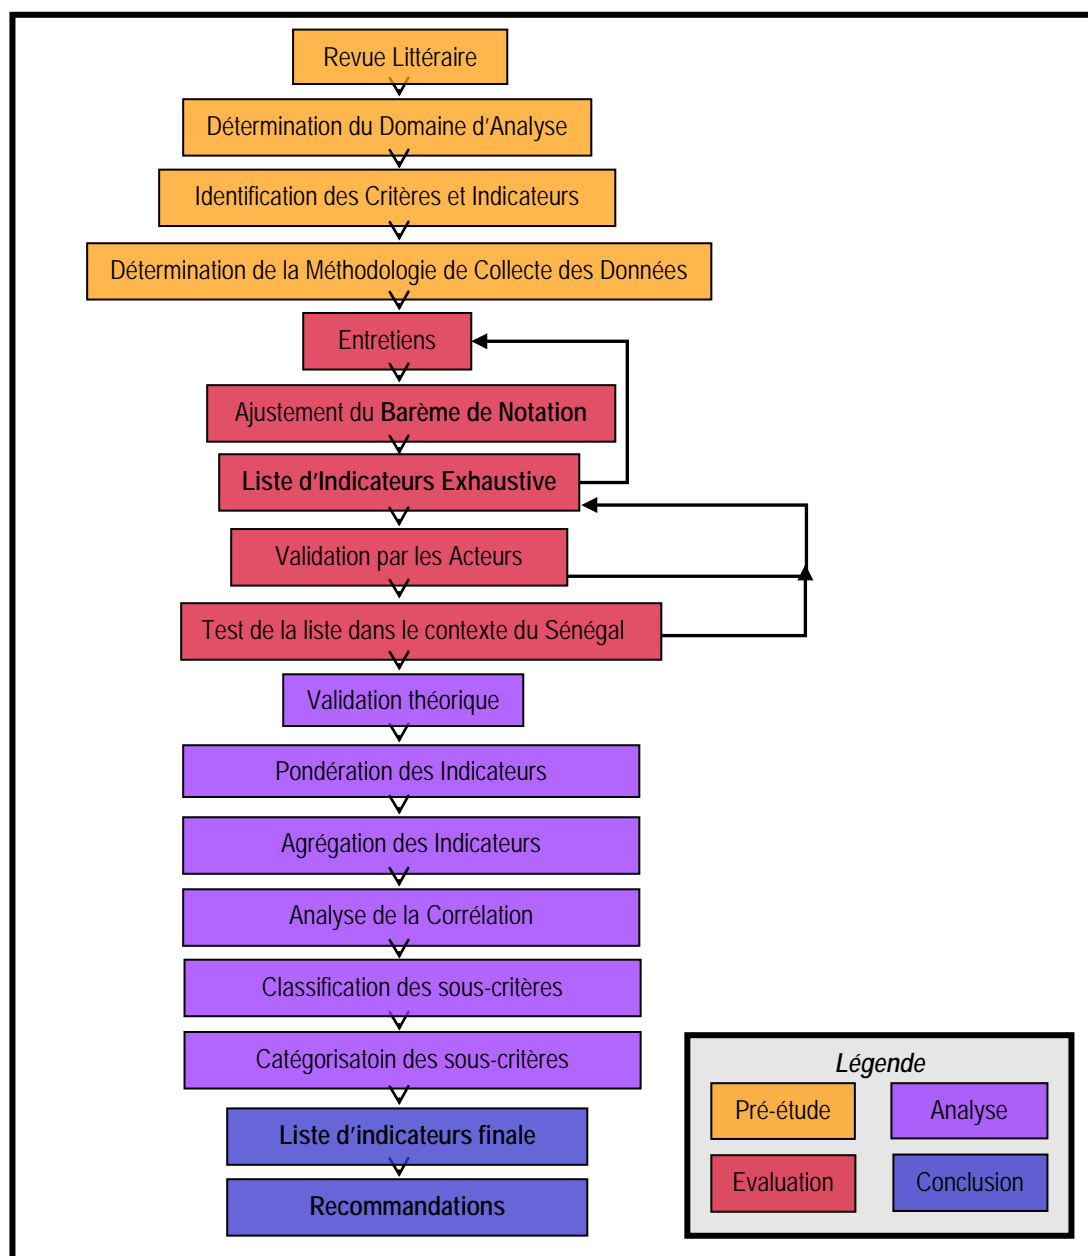 Revue Littéraire
Détermination du Domaine d'Analyse
Identification des Critères et Indicateurs
Détermination de la Méthodologie de Collecte des Données
Entretiens
Ajustement du Barème de Notation
Liste d'Indicateurs Exhaustive
Validation par les Acteurs
Test de la liste dans le contexte du Sénégal
Validation théorique
Pondération des Indicateurs
Agrégation des Indicateurs
Analyse de la Corrélation
Classification des sous-critères
Catégorisatoin des sous-critères
Liste d'indicateurs finale
Recommandations
Légende
Pré-étude
Analyse
Evaluation
Conclusion